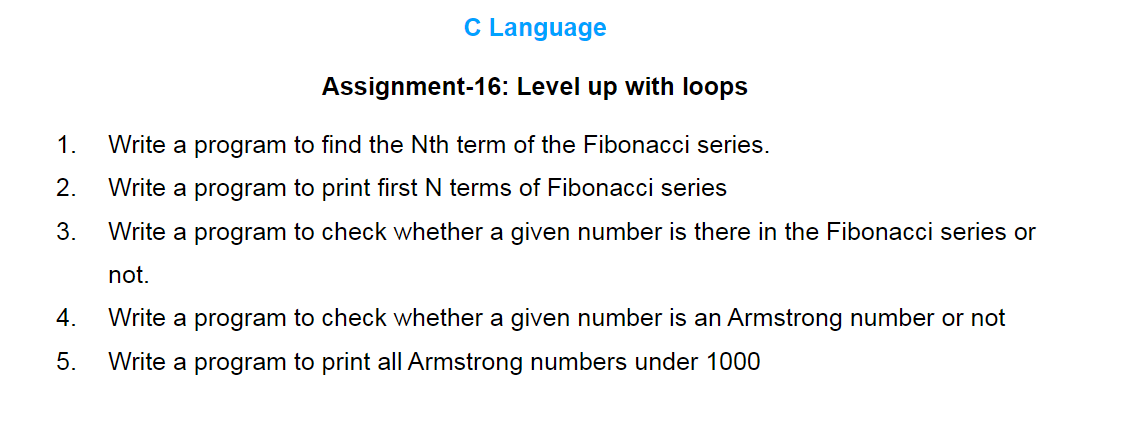 C Language
Assignment-16: Level up with loops
1. Write a program to find the Nth term of the Fibonacci series.
2. Write a program to print first N terms of Fibonacci series
3. Write a program to check whether a given number is there in the Fibonacci series or
not.
4. Write a program to check whether a given number is an Armstrong number or not
5. Write a program to print all Armstrong numbers under 1000